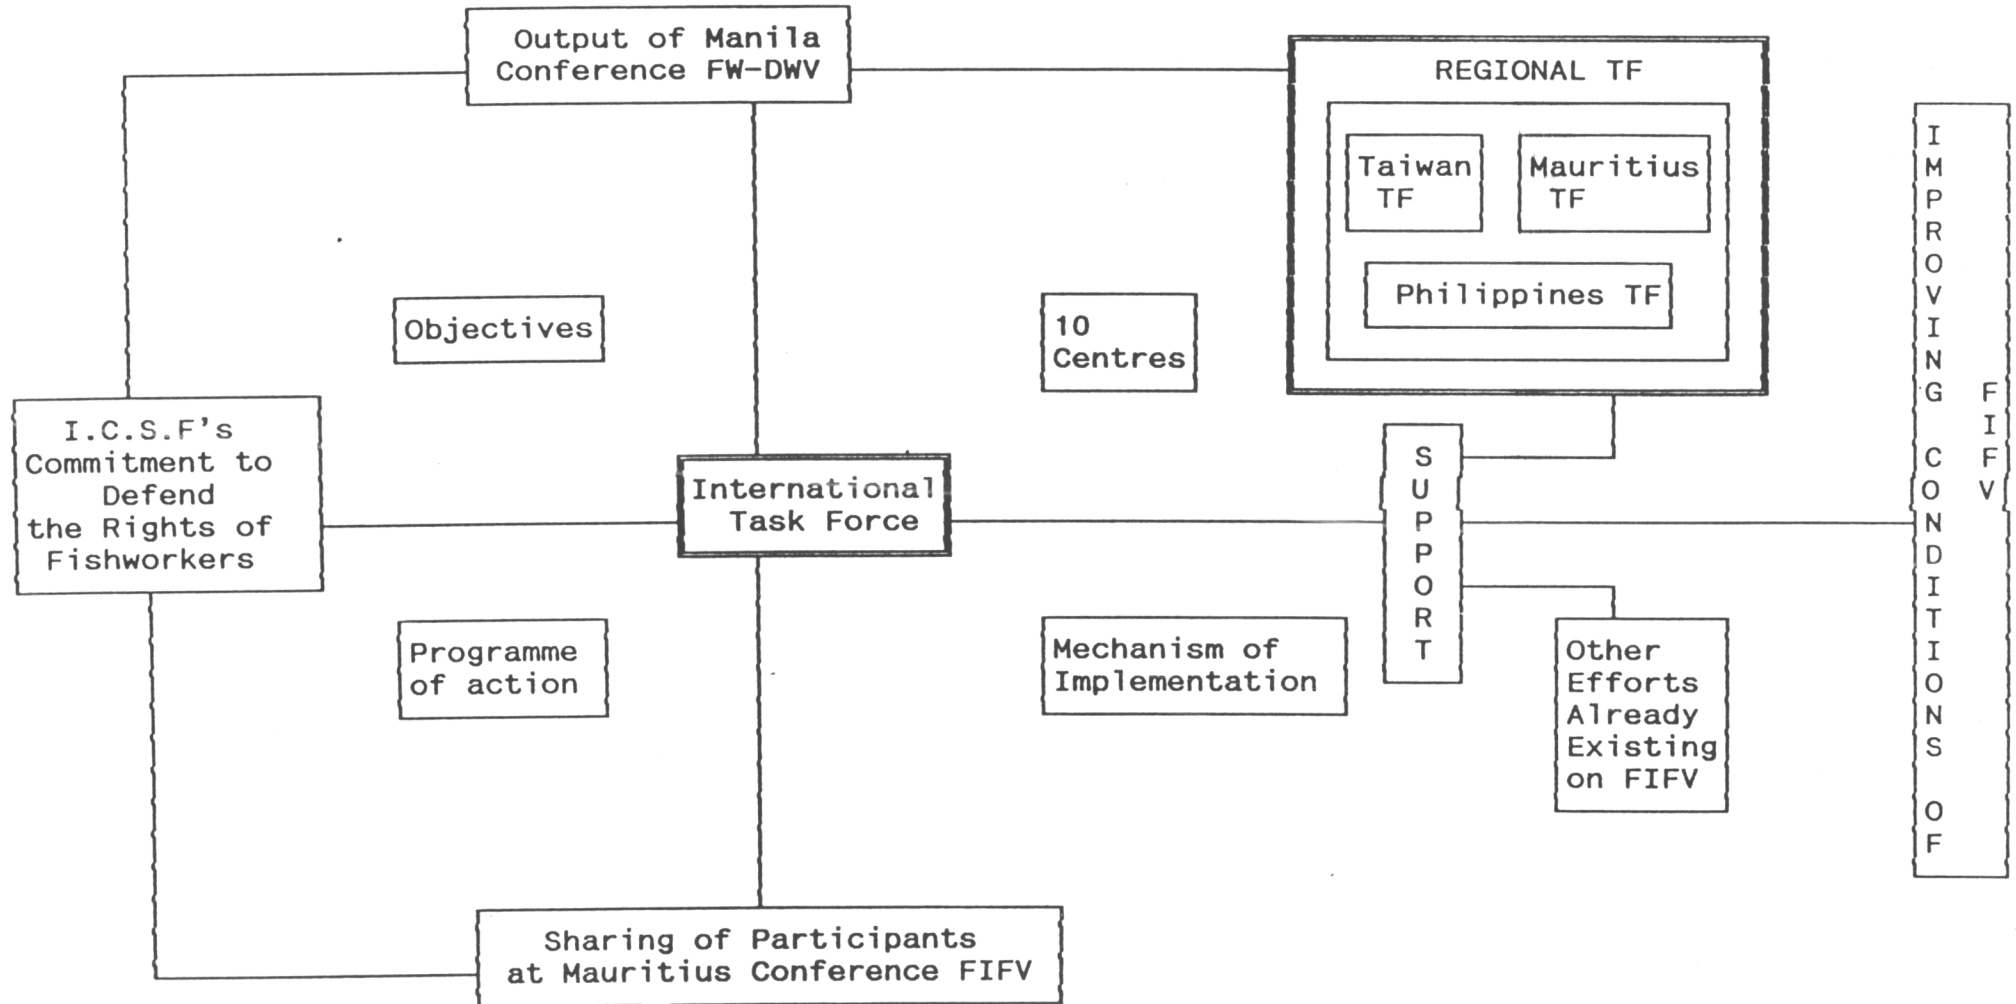 Output of Manila
Conference FW-DWV
REGIONAL TF
Taiwan
TF
Mauritius
TF
Philippines TF
Objectives
10
Centres
I.C.S.F's
Commitment to
Defend
the Rights of
Fishworkers
International
Task Force
SUPPORT
IMPROVING CONDITIONS OF
FIFV
Programme
of action
Mechanism of
Implementation
Other
Efforts
Already
Existing
on FIFV
Sharing of Participants
at Mauritius Conference FIFV